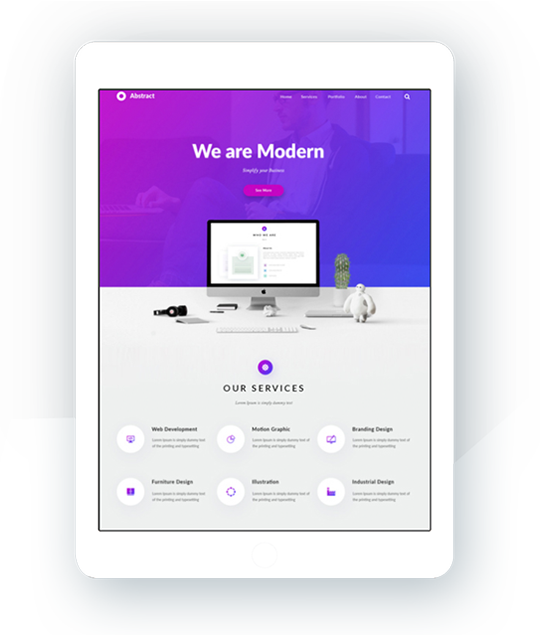 Abstract
Home Services Portfolio About Contact
We are Modern
Simplify your Business
See More
WHO WE ARE
OUR SERVICES
Lorem Ipsum is simply dummy text
Web Development
Lorem Ipsum is simply dummy text
of the printing and typesetting
Motion Graphic
Lorem Ipsum is simply dummy text of
the printing and typesetting
Branding Design
Lorem Ipsum is simply dummy text of
the printing and typesetting
Furniture Design
Lorem Ipsum is simply dummy text
of the printing and typesetting
Illustration
Lorem Ipsum is simply dummy text of
the printing and typesetting
Industrial Design
Lorem Ipsum is simply dummy text of
the printing and typesetting